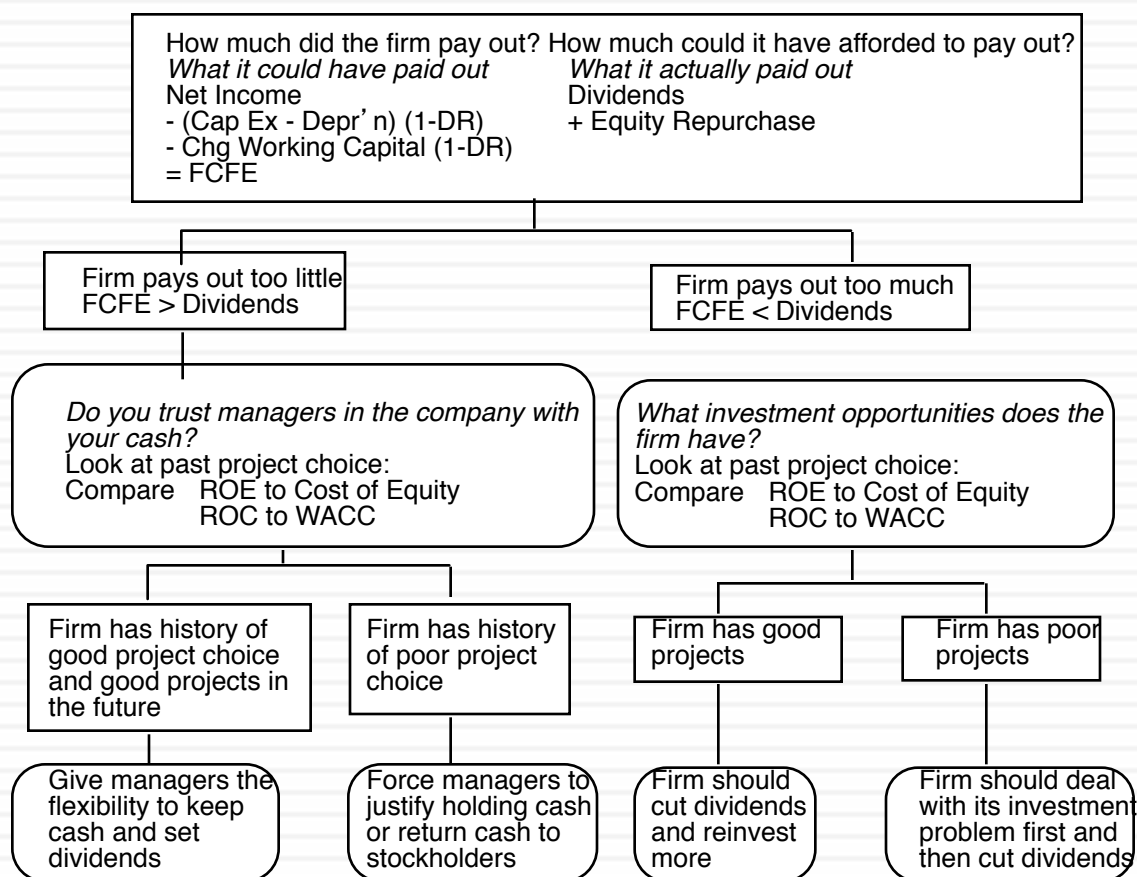 How much did the firm pay out? How much could it have afforded to pay out?
What it could have paid out
Net Income
- (Cap Ex - Depr’n) (1-DR)
- Chg Working Capital (1-DR)
= FCFE
What it actually paid out
Dividends
+ Equity Repurchase
Firm pays out too little
FCFE > Dividends
Firm pays out too much
FCFE < Dividends
Do you trust managers in the company with
your cash?
Look at past project choice:
Compare ROE to Cost of Equity
ROC to WACC
What investment opportunities does the
firm have?
Look at past project choice:
Compare ROE to Cost of Equity
ROC to WACC
Firm has history of
good project choice
and good projects in
the future
Firm has history
of poor project
choice
Firm has good
projects
Firm has poor
projects
Give managers the
flexibility to keep
cash and set
dividends
Force managers to
justify holding cash
or return cash to
stockholders
Firm should
cut dividends
and reinvest
more
Firm should deal
with its investment
problem first and
then cut dividends